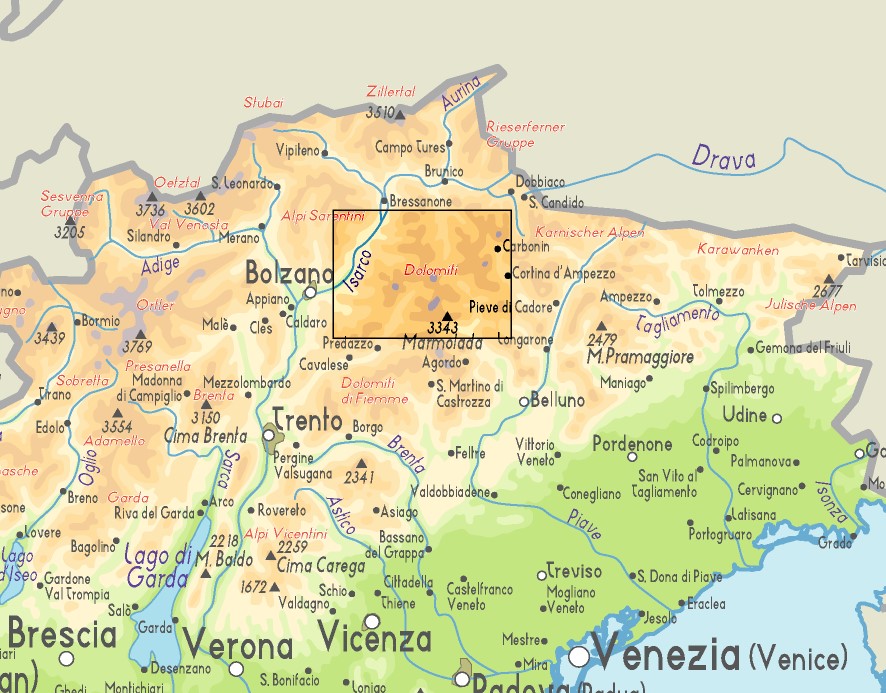 Zillertal
3510
Aurina
Stubai
Rieserferner
Gruppe
Vipiteno
Campo Tures
Drava
Brunico
Dobbiaco
S. Candido
Oetztal
S. Leonardo
Sesvenna
Gruppe
3736
3602
Bressanone
3205
Val Venosta
Alpi Sarentini
Silandro
Merano
Karnischer Alpen
Karawanken
Carbonin
Adige
Isarco
Dolomiti
Bolzano
Cortina d'Ampezzo
Tarvisio
2677
Julische Alpen
Appiano
Ortler
Pieve di Cadore
Ampezzo
Tolmezzo
Tagliamento
Bormio
Malè
Cles
Caldaro
3343
Marmolada
Longarone
2479
M.Pramaggiore
3439
3769
Predazzo
Cavalese
Agordo
Gemona del Friuli
Presanella
Sobretta
Madonna
di Campiglio
Mezzolombardo
Dolomiti
di Fiemme
S. Martino di
Castrozza
Maniago
Spilimbergo
Tirano
Brenta
3150
Belluno
3554
Adamello
Cima Brenta
Trento
Borgo
Udine
Edolo
Pordenone
Codroipo
Oglio
Sarca
Pergine
Valsugana
Brenta
2341
Feltre
Vittorio
Veneto
Palmanova
San Vito al
Tagliamento
Cervignano
Isonza
Breno
Garda
Arco
Riva del Garda
Rovereto
Astico
Asiago
Valdobbiadene
Conegliano
Piave
Latisana
Portogruaro
Grado
Lovere
Lago
d'Iseo
Bagolino
Lago di
Garda
2218
M. Baldo
Alpi Vicentini
2259
Cima Carega
Bassano
del Grappa
Gardone
Val Trompia
1672
Schio
Thiene
Valdagno
Cittadella
Castelfranco
Veneto
Treviso
Mogliano
Veneto
S. Dona di Piave
Eraclea
Jesolo
Salò
Garda
Brescia
Verona
Vicenza
Mestre
Venezia (Venice)
Desenzano
S. Bonifacio
Mira
Ghedi
Montichiari
Lonigo
Padova (Padua)